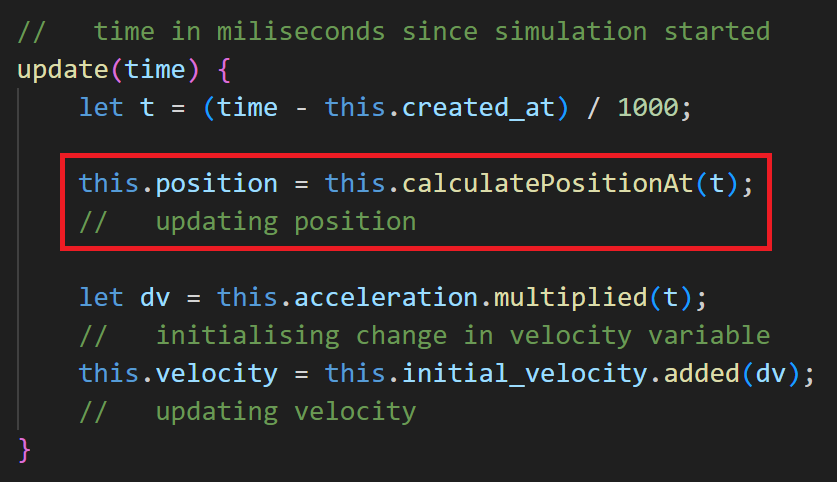 //   time in miliseconds since simulation started
update(time) {
    let t = (time - this.created_at) / 1000;
    this.position = this.calculatePositionAt(t);
    //   updating position
    let dv = this.acceleration.multiplied(t);
    //   initialising change in velocity variable
    this.velocity = this.initial_velocity.added(dv);
    //   updating velocity
}